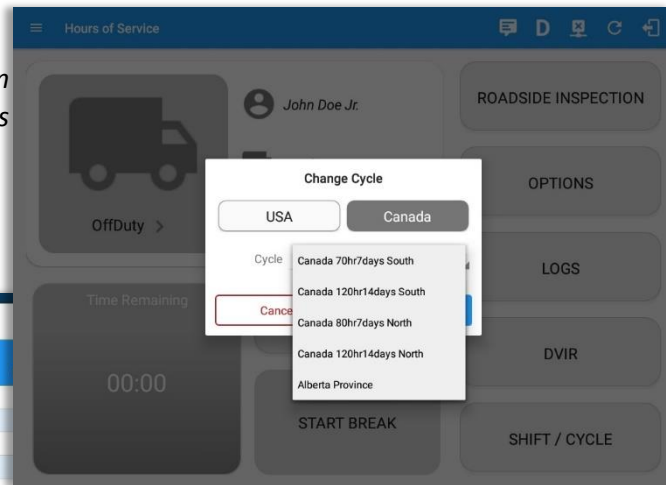 Hours of Service
D
John Doe Jr.
ROADSIDE INSPECTION
OffDuty >
Change Cycle
USA
Canada
OPTIONS
Cycle
Canada 70hr7days South
Canada 120hr14days South
Canada 80hr7days North
Canada 120hr14days North
Alberta Province
LOGS
Time Remaining
00:00
DVIR
START BREAK
SHIFT / CYCLE